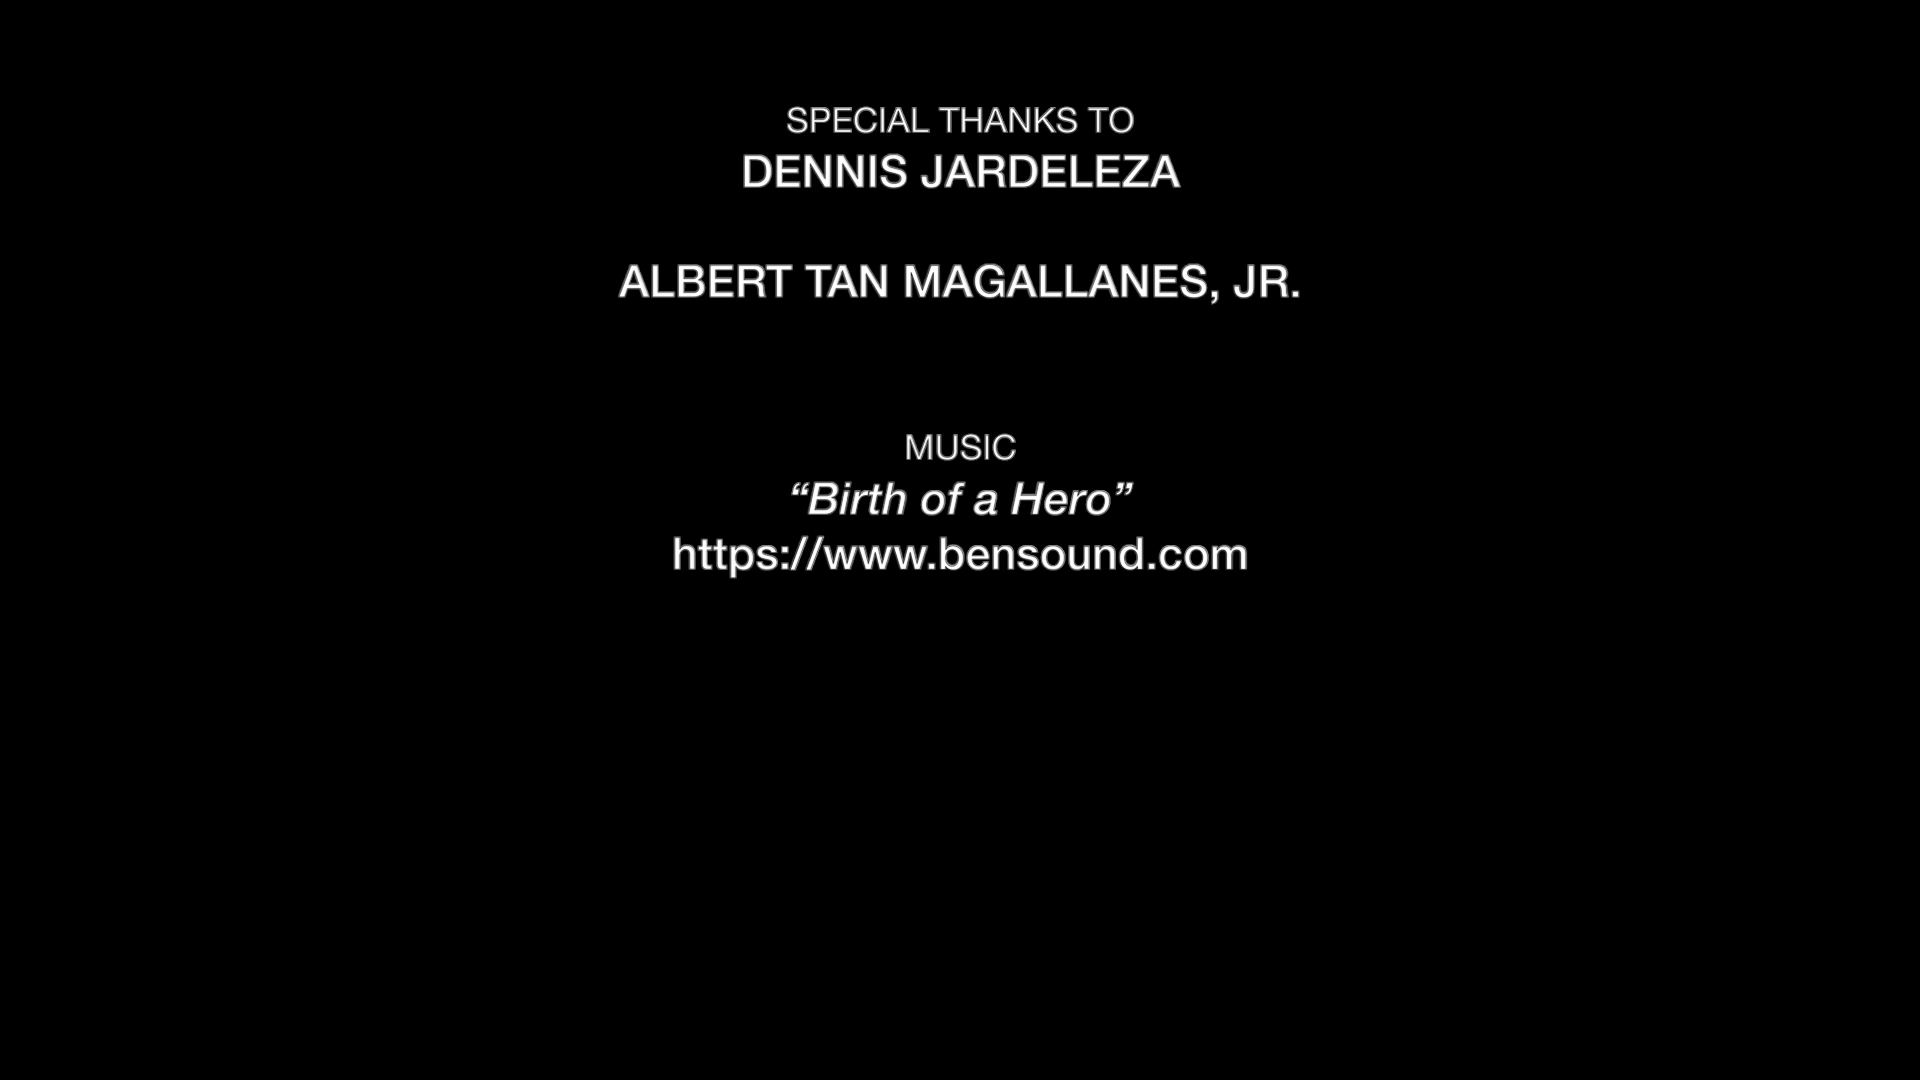 SPECIAL THANKS TO
DENNIS JARDELEZA
ALBERT TAN MAGALLANES, JR.
MUSIC
“Birth of a Hero”
https://www.bensound.com